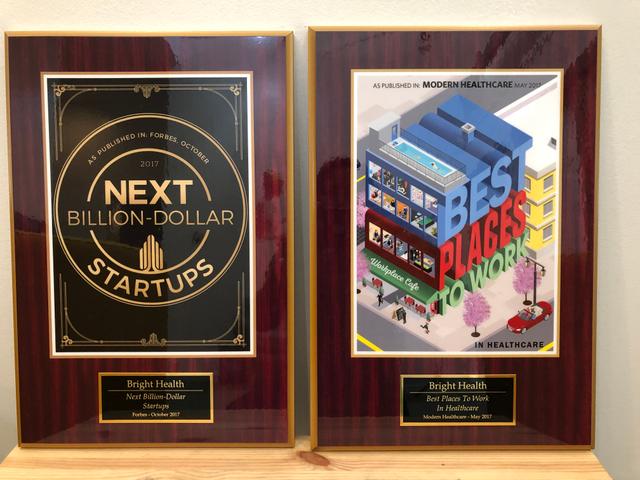 AS PUBLISHED IN: FORBES, OCTOBER
2017
NEXT
BILLION-DOLLAR
STARTUPS
Bright Health
Next Billion-Dollar
Startups
Forbes - October 2017
AS PUBLISHED IN: MODERN HEALTHCARE MAY 2017
BEST
PLACES
TO WORK
Workplace Cafe
IN HEALTHCARE
Bright Health
Best Places To Work
In Healthcare
Modern Healthcare - May 2017